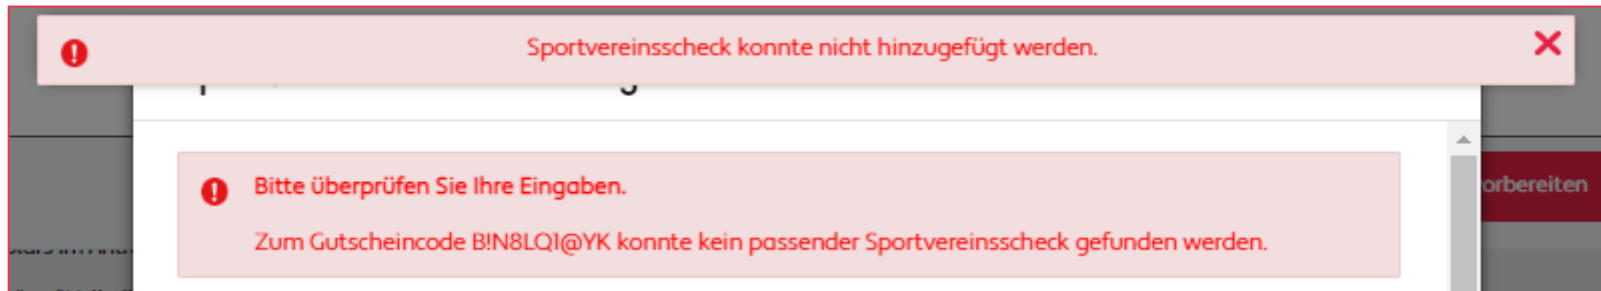 Sportvereinsscheck konnte nicht hinzugefügt werden.
Bitte überprüfen Sie Ihre Eingaben.
orbereiten
Zum Gutscheincode B!N8LQ1@YK konnte kein passender Sportvereinsscheck gefunden werden.